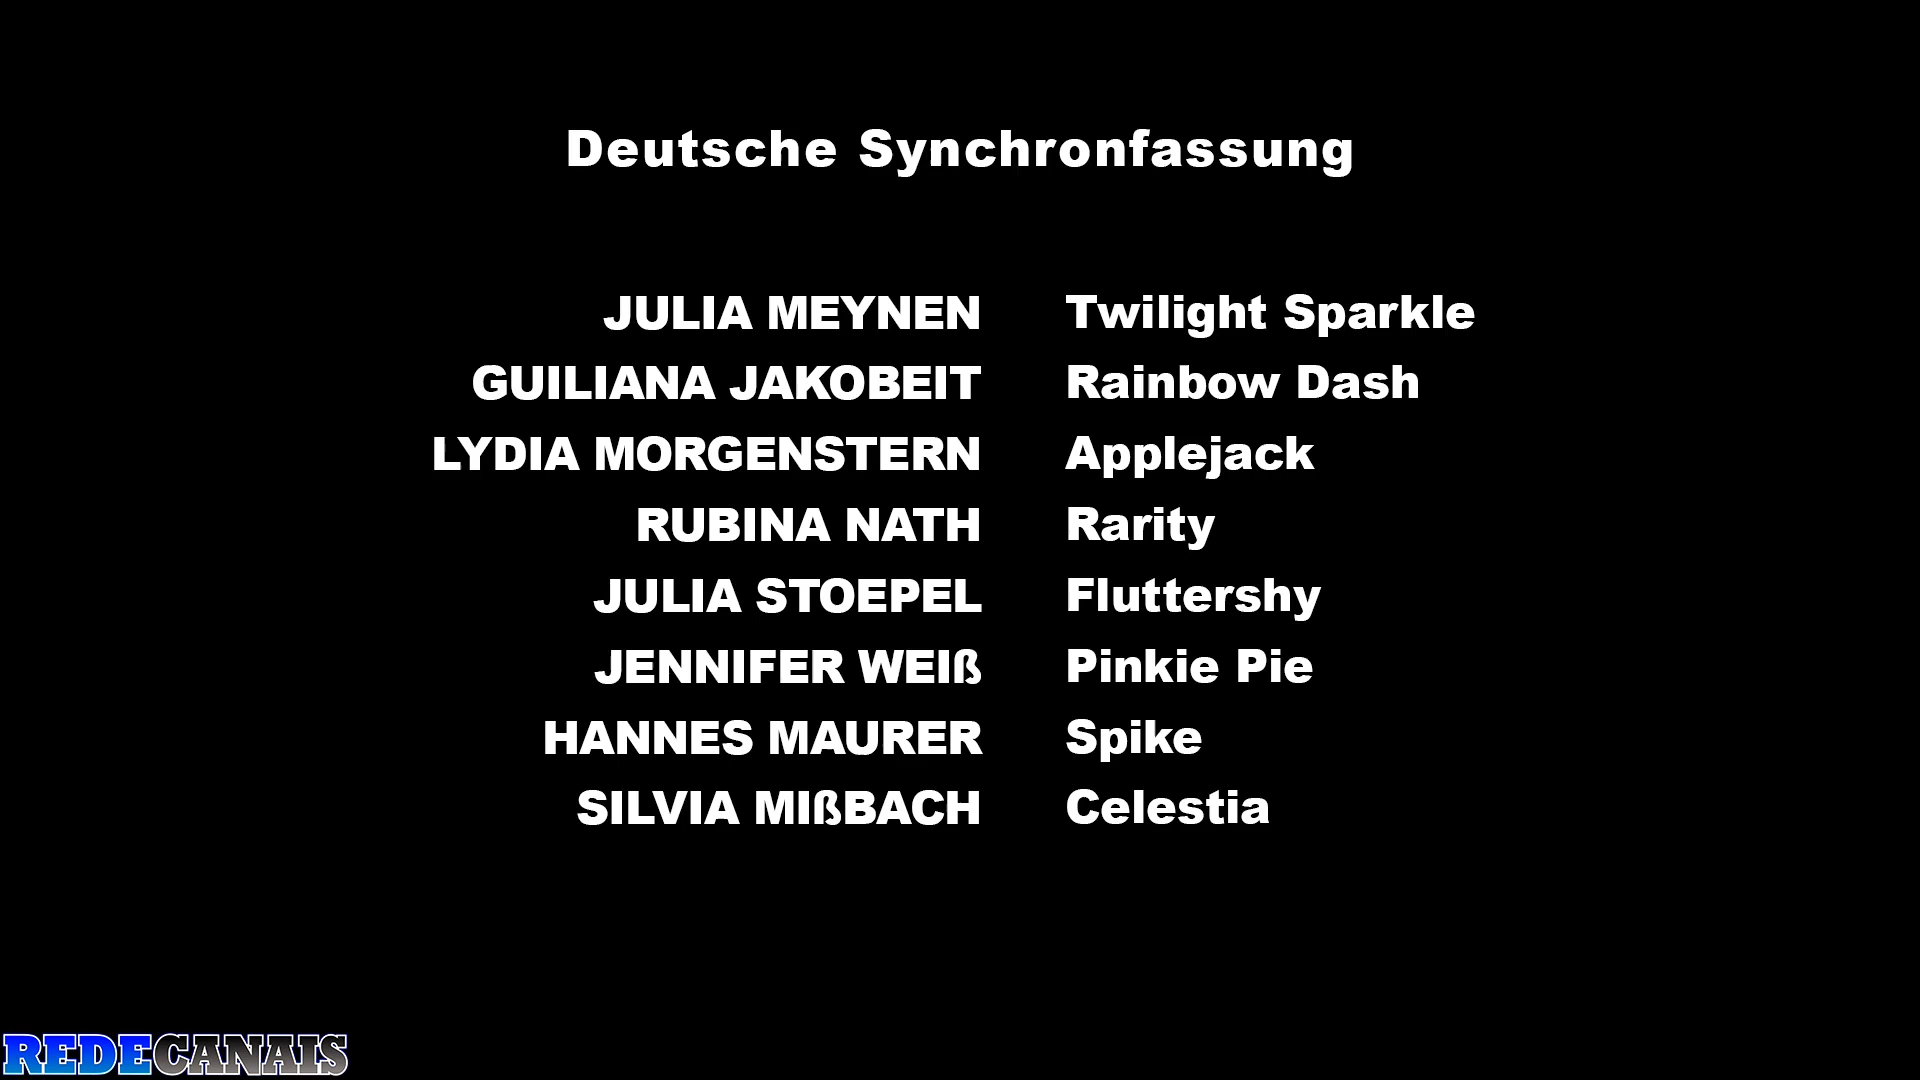 Deutsche Synchronfassung
JULIA MEYNEN Twilight Sparkle
GUILIANA JAKOBEIT Rainbow Dash
LYDIA MORGENSTERN Applejack
RUBINA NATH Rarity
JULIA STOEPEL Fluttershy
JENNIFER WEIß Pinkie Pie
HANNES MAURER Spike
SILVIA MIßBACH Celestia
REDECANAIS